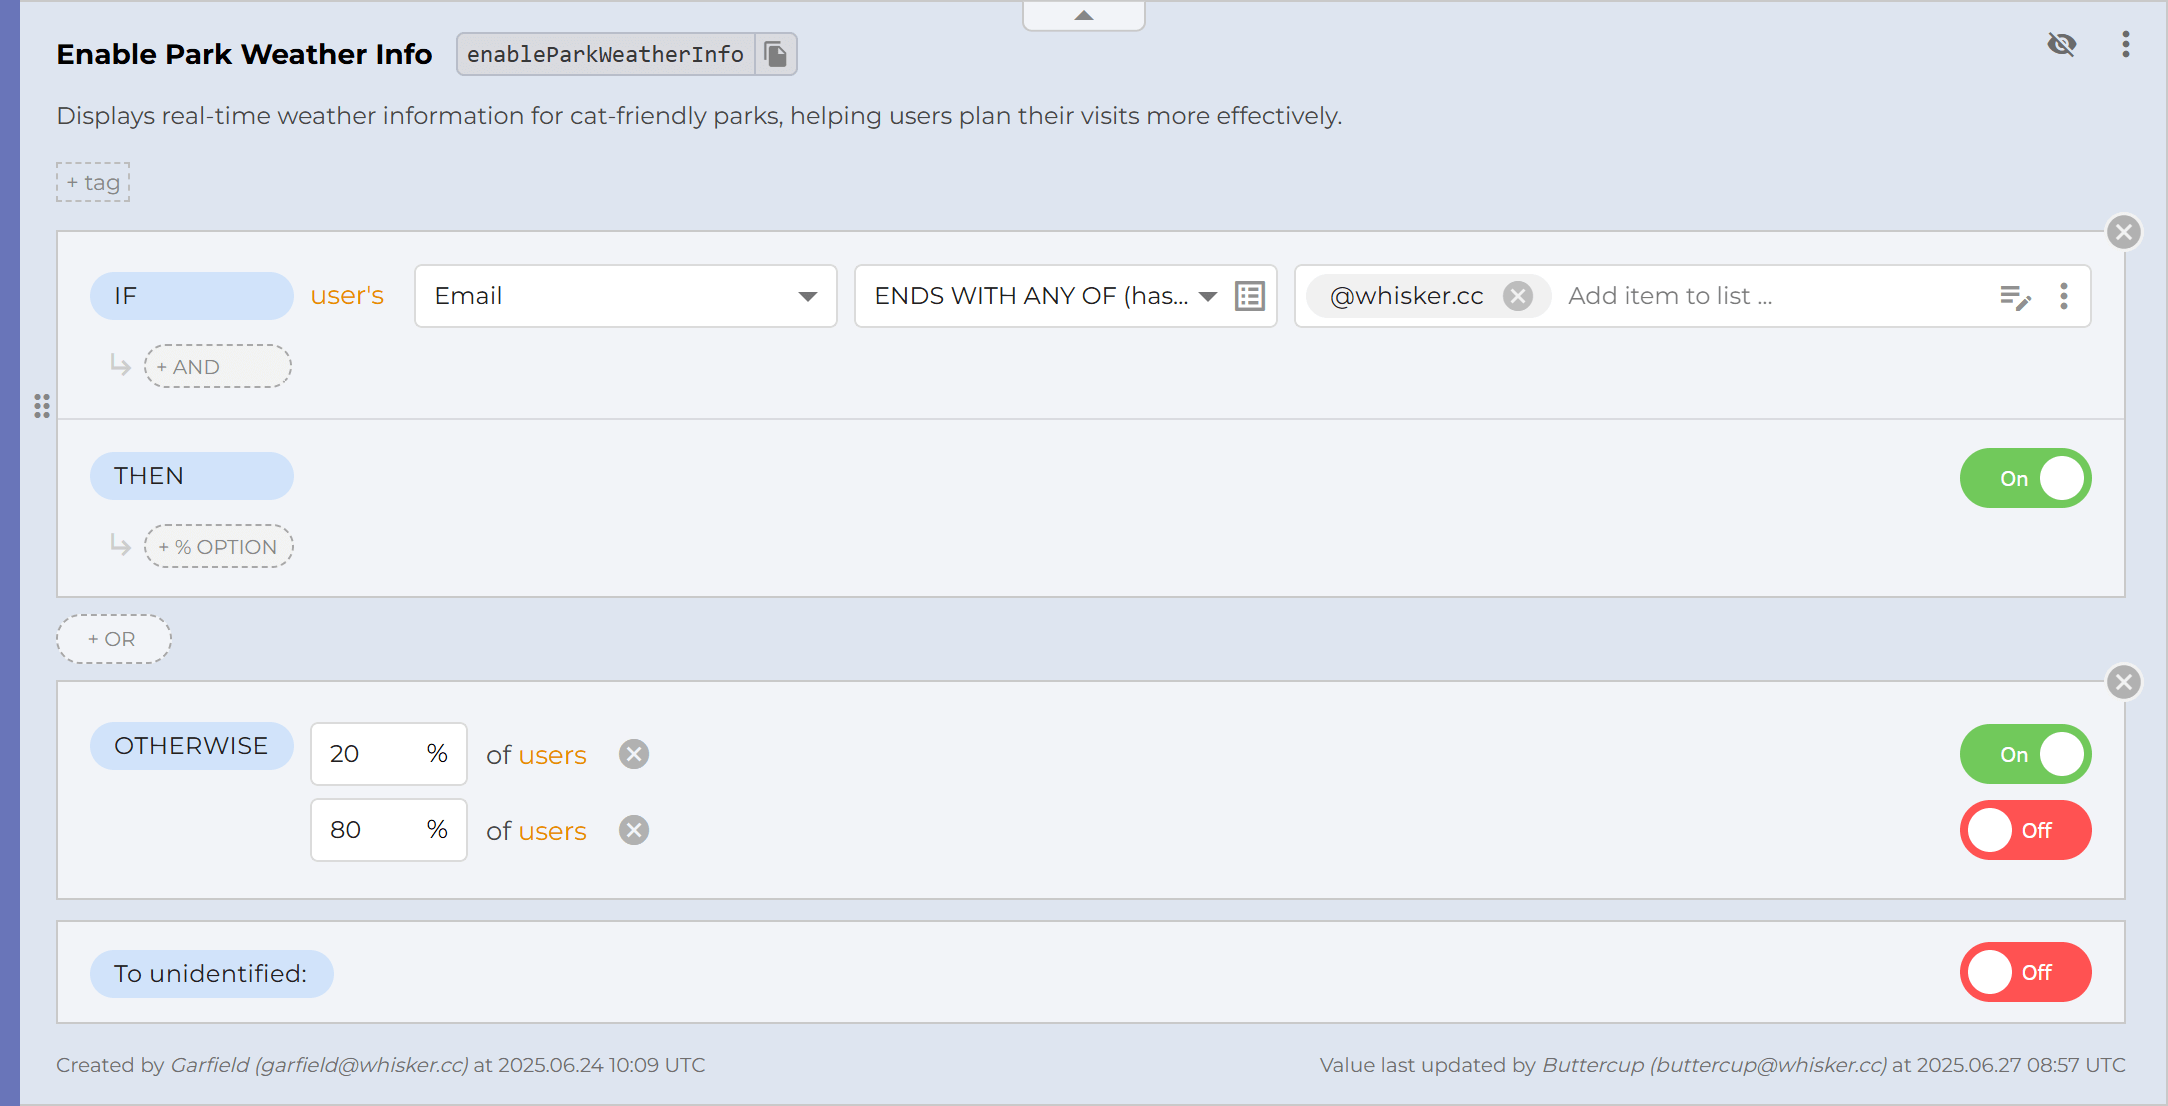 Enable Park Weather Info enableParkWeatherInfo
Displays real-time weather information for cat-friendly parks, helping users plan their visits more effectively.
+ tag
IF user's Email ENDS WITH ANY OF (has... @whisker.cc Add item to list ...
+ AND
THEN On
+ % OPTION
+ OR
OTHERWISE 20 % of users On
80 % of users Off
To unidentified: Off
Created by Garfield (garfield@whisker.cc) at 2025.06.24 10:09 UTC Value last updated by Buttercup (buttercup@whisker.cc) at 2025.06.27 08:57 UTC